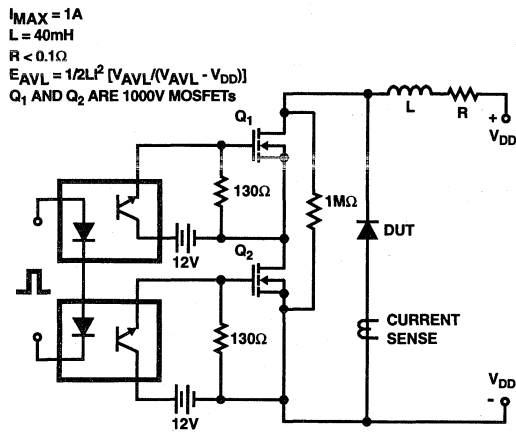 IMAX = 1A
L = 40mH
R < 0.1Ω
EAVL = 1/2LI² [VAVL/(VAVL - VDD)]
Q1 AND Q2 ARE 1000V MOSFETs
Q1
L
R
+
VDD
130Ω
1MΩ
DUT
12V
Q2
130Ω
CURRENT
SENSE
VDD
-
12V